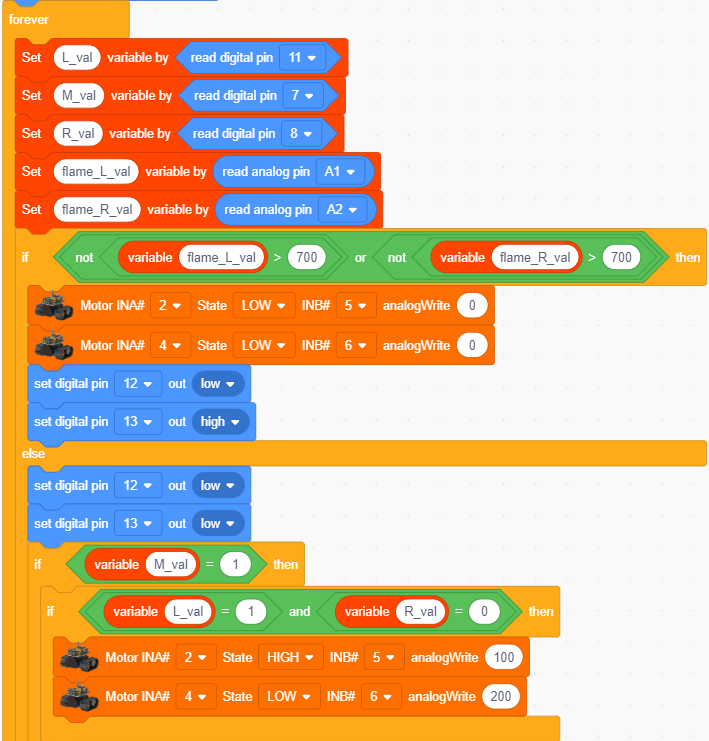 forever
Set L_val variable by read digital pin 11
Set M_val variable by read digital pin 7
Set R_val variable by read digital pin 8
Set flame_L_val variable by read analog pin A1
Set flame_R_val variable by read analog pin A2
if not variable flame_L_val > 700 or not variable flame_R_val > 700 then
Motor INA# 2 State LOW INB# 5 analogWrite 0
Motor INA# 4 State LOW INB# 6 analogWrite 0
set digital pin 12 out low
set digital pin 13 out high
else
set digital pin 12 out low
set digital pin 13 out low
if variable M_val = 1 then
if variable L_val = 1 and variable R_val = 0 then
Motor INA# 2 State HIGH INB# 5 analogWrite 100
Motor INA# 4 State LOW INB# 6 analogWrite 200